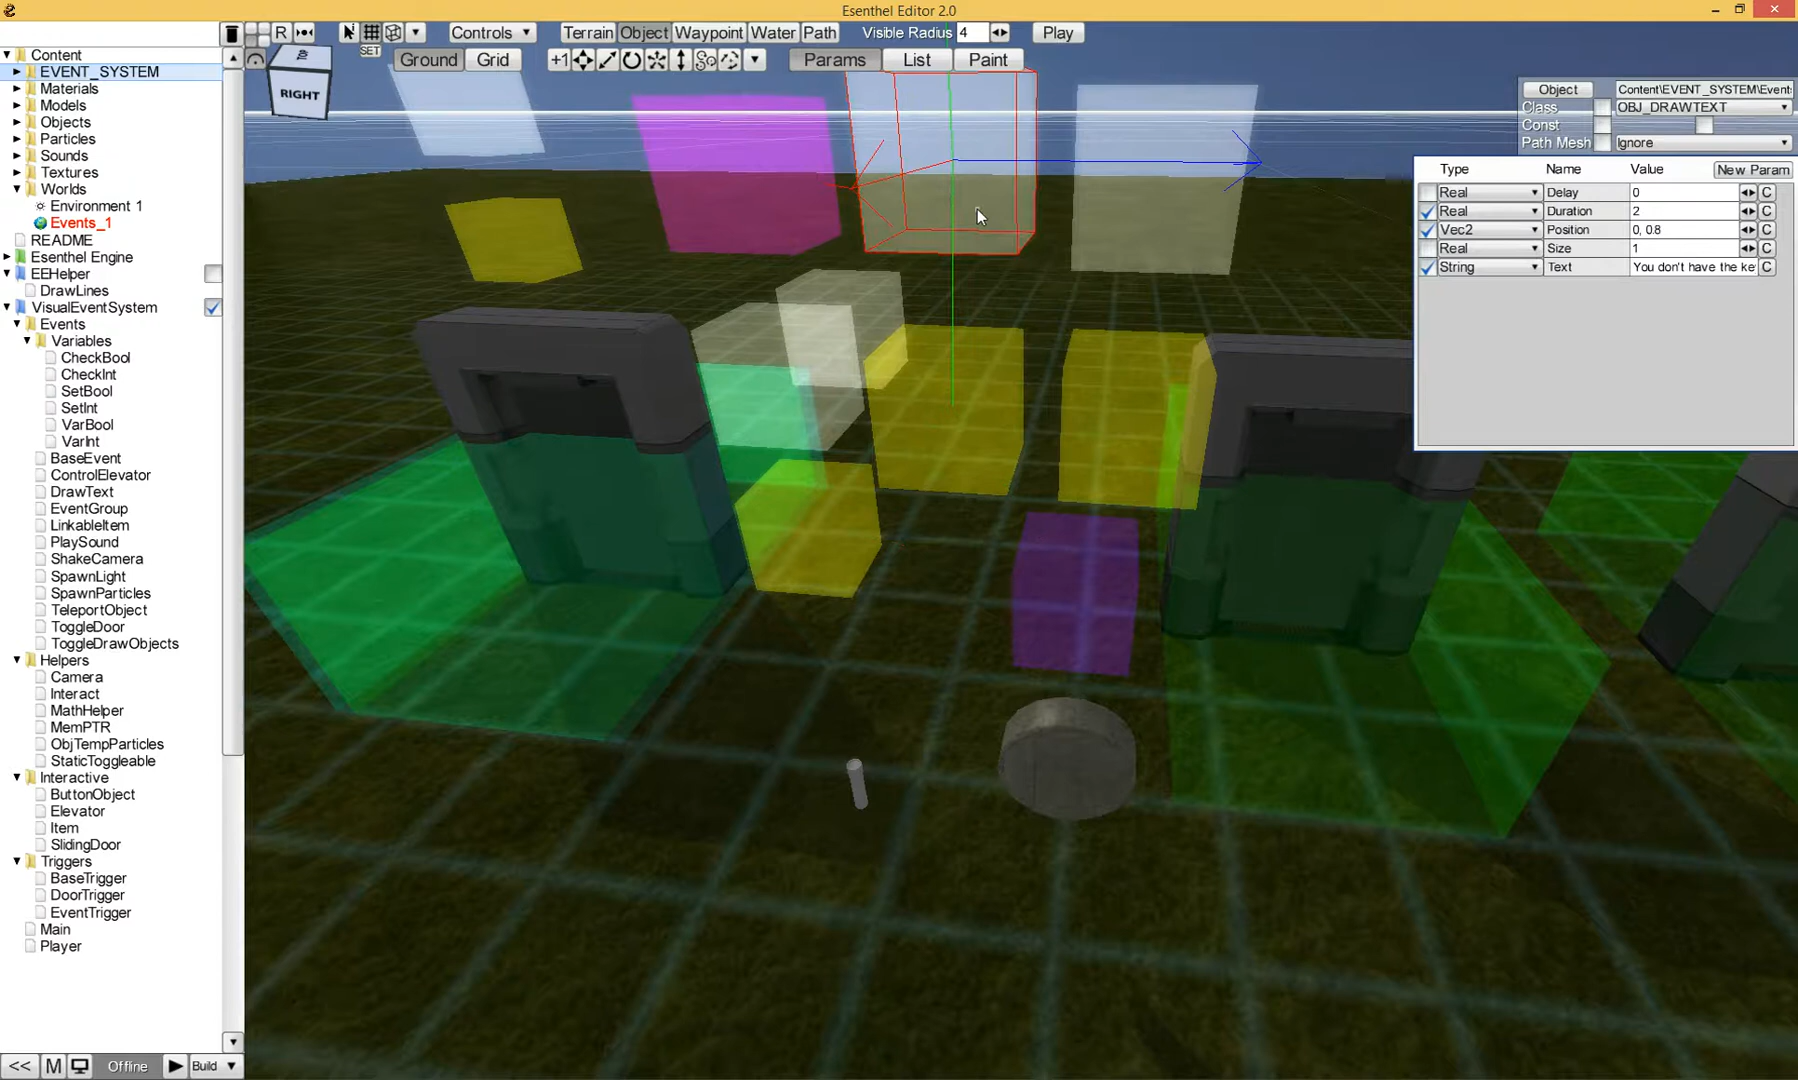 Esenthel Editor 2.0
R Controls Terrain Object Waypoint Water Path Visible Radius 4 Play
SET
Ground Grid +1 Params List Paint
RIGHT
Content
EVENT_SYSTEM
Materials
Models
Objects
Particles
Sounds
Textures
Worlds
Environment 1
Events_1
README
Esenthel Engine
EEHelper
DrawLines
VisualEventSystem
Events
Variables
CheckBool
CheckInt
SetBool
SetInt
VarBool
VarInt
BaseEvent
ControlElevator
DrawText
EventGroup
LinkableItem
PlaySound
ShakeCamera
SpawnLight
SpawnParticles
TeleportObject
ToggleDoor
ToggleDrawObjects
Helpers
Camera
Interact
MathHelper
MemPTR
ObjTempParticles
StaticToggleable
Interactive
ButtonObject
Elevator
Item
SlidingDoor
Triggers
BaseTrigger
DoorTrigger
EventTrigger
Main
Player
<< M Offline Build
Object Content\EVENT_SYSTEM\Event
Class OBJ_DRAWTEXT
Const
Path Mesh Ignore
Type Name Value New Param
Real Delay 0 C
Real Duration 2 C
Vec2 Position 0, 0.8 C
Real Size 1 C
String Text You don't have the ke C